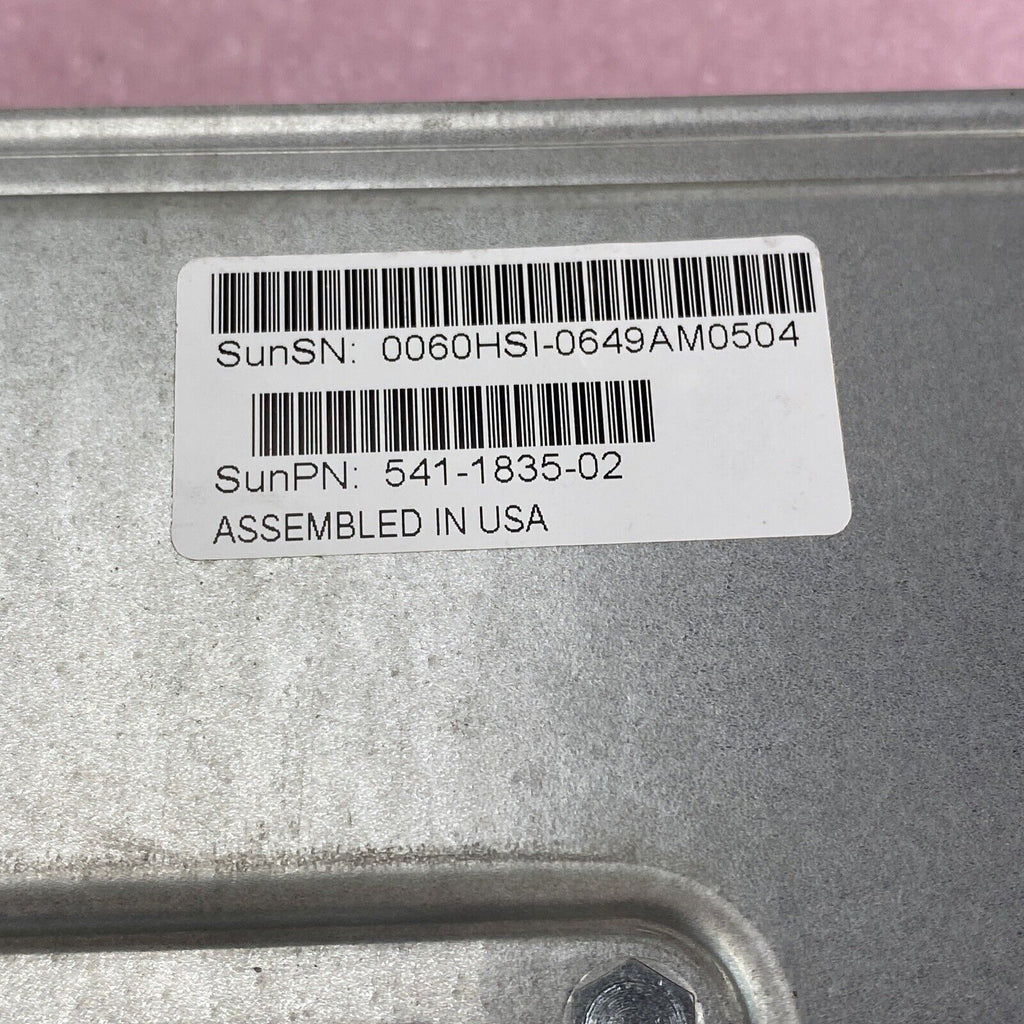 SunSN: 0060HSI-0649AM0504
SunPN: 541-1835-02
ASSEMBLED IN USA